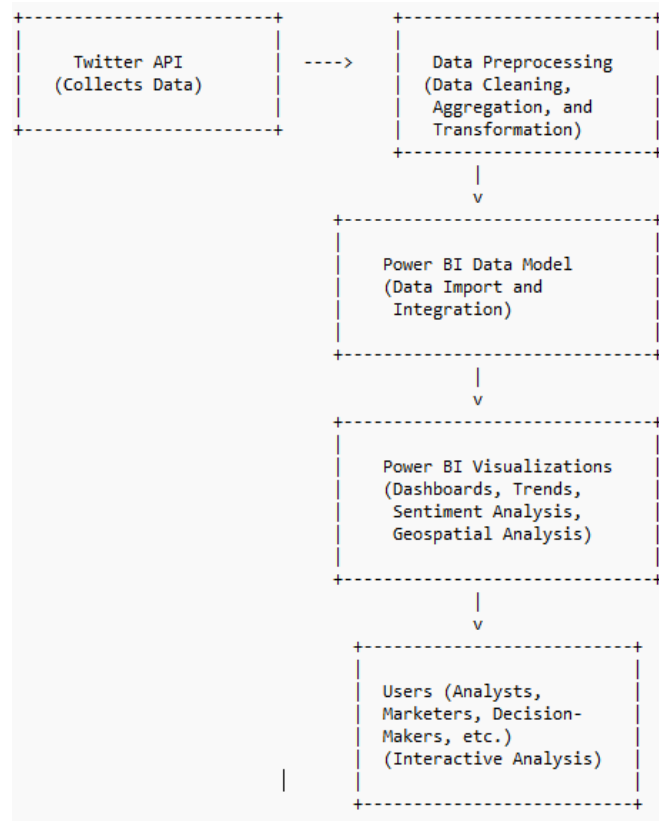 Twitter API
(Collects Data)
---->
Data Preprocessing
(Data Cleaning,
Aggregation, and
Transformation)
v
Power BI Data Model
(Data Import and
Integration)
v
Power BI Visualizations
(Dashboards, Trends,
Sentiment Analysis,
Geospatial Analysis)
v
Users (Analysts,
Marketers, Decision-
Makers, etc.)
(Interactive Analysis)